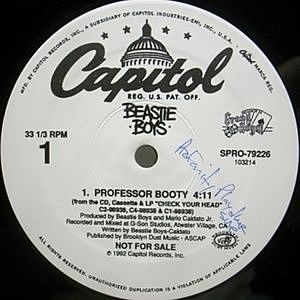 MFD. BY CAPITOL RECORDS, INC., A SUBSIDIARY OF CAPITOL INDUSTRIES-EMI, INC., U.S.A.
Capitol
REG. U.S. PAT. OFF.
BEASTIE
BOYS
33 1/3 RPM
1
SPRO-79226
103214
1. PROFESSOR BOOTY 4:11
(from the CD, Cassette & LP "CHECK YOUR HEAD"
C2-98938, C4-98938 & C1-98938)
Produced by Beastie Boys and Mario Caldato Jr.
Recorded and Mixed at G-Son Studios, Atwater Village, CA
Written by Beastie Boys-Caldato
Published by Brooklyn Dust Music - ASCAP
NOT FOR SALE
© 1992 Capitol Records, Inc.
ALL RIGHTS RESERVED. UNAUTHORIZED DUPLICATION IS A VIOLATION OF APPLICABLE LAWS.